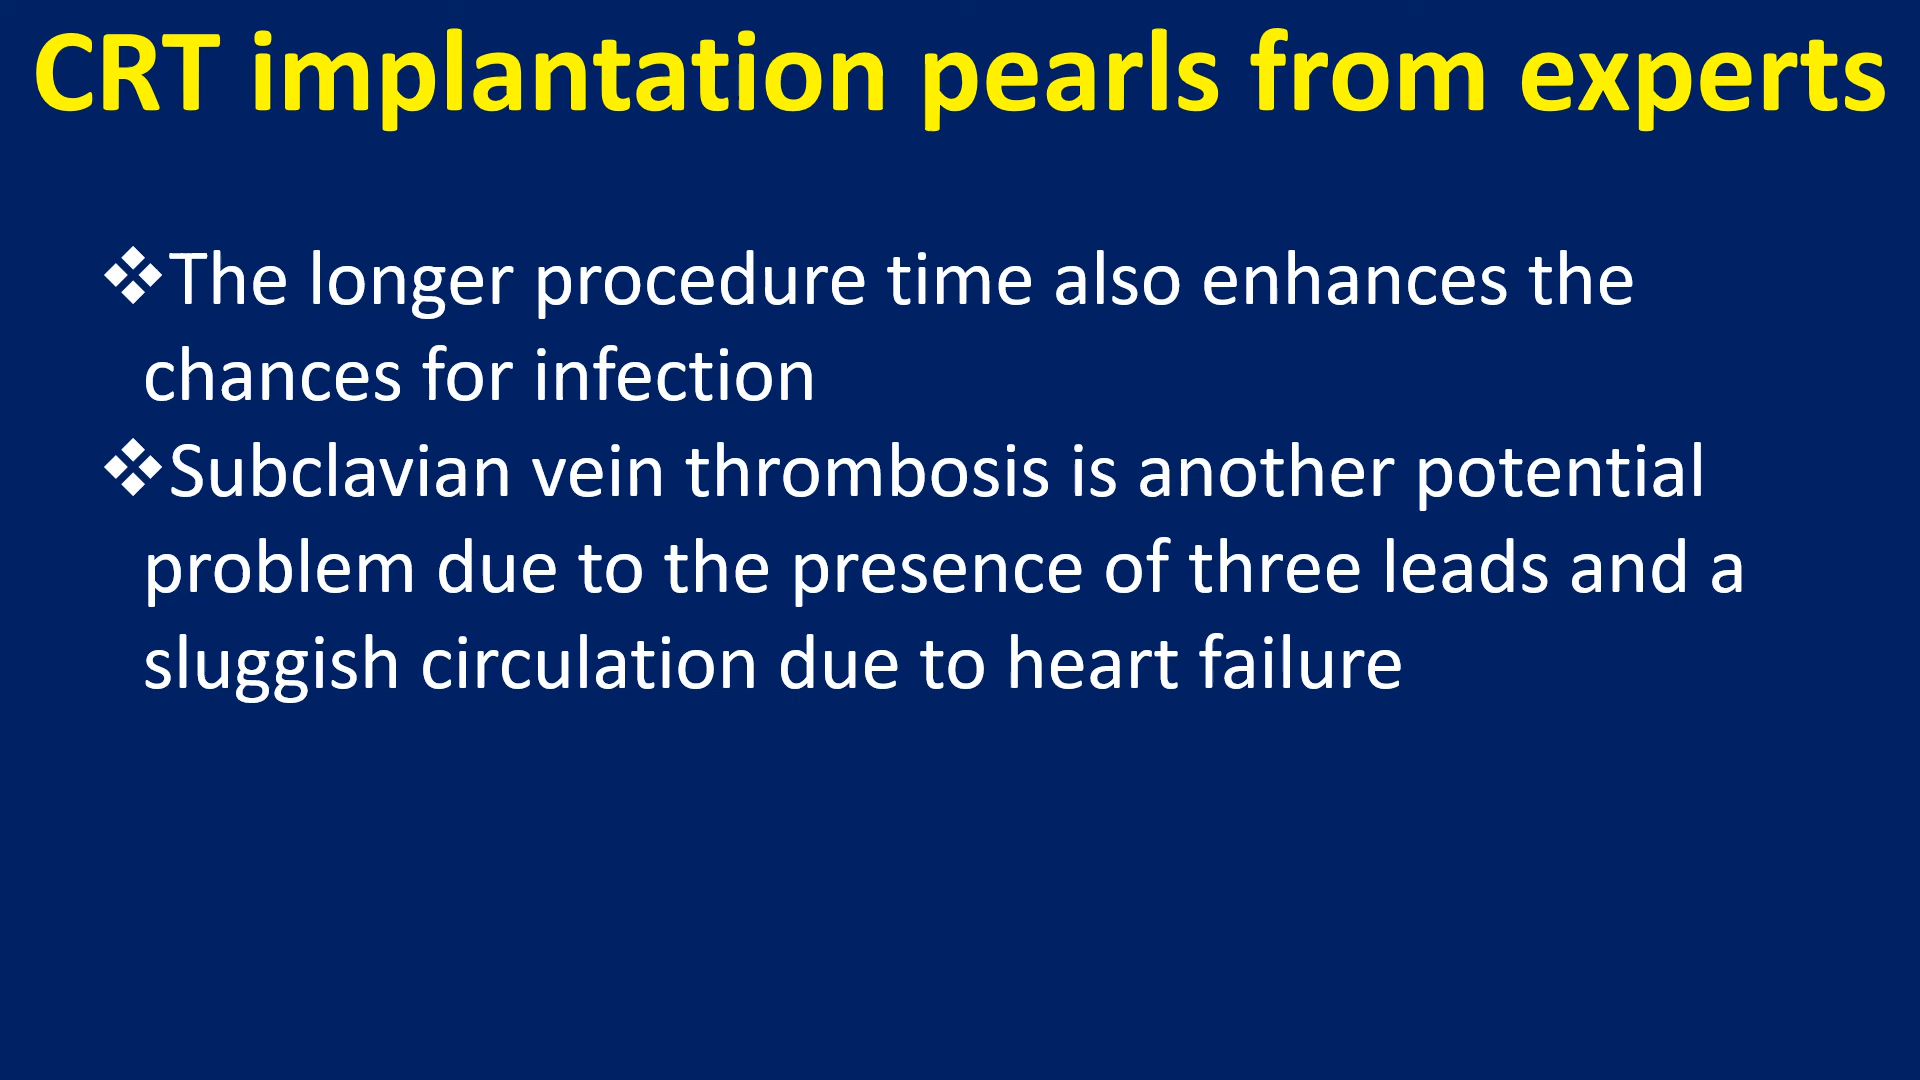 CRT implantation pearls from experts
❖The longer procedure time also enhances the
chances for infection
❖Subclavian vein thrombosis is another potential
problem due to the presence of three leads and a
sluggish circulation due to heart failure